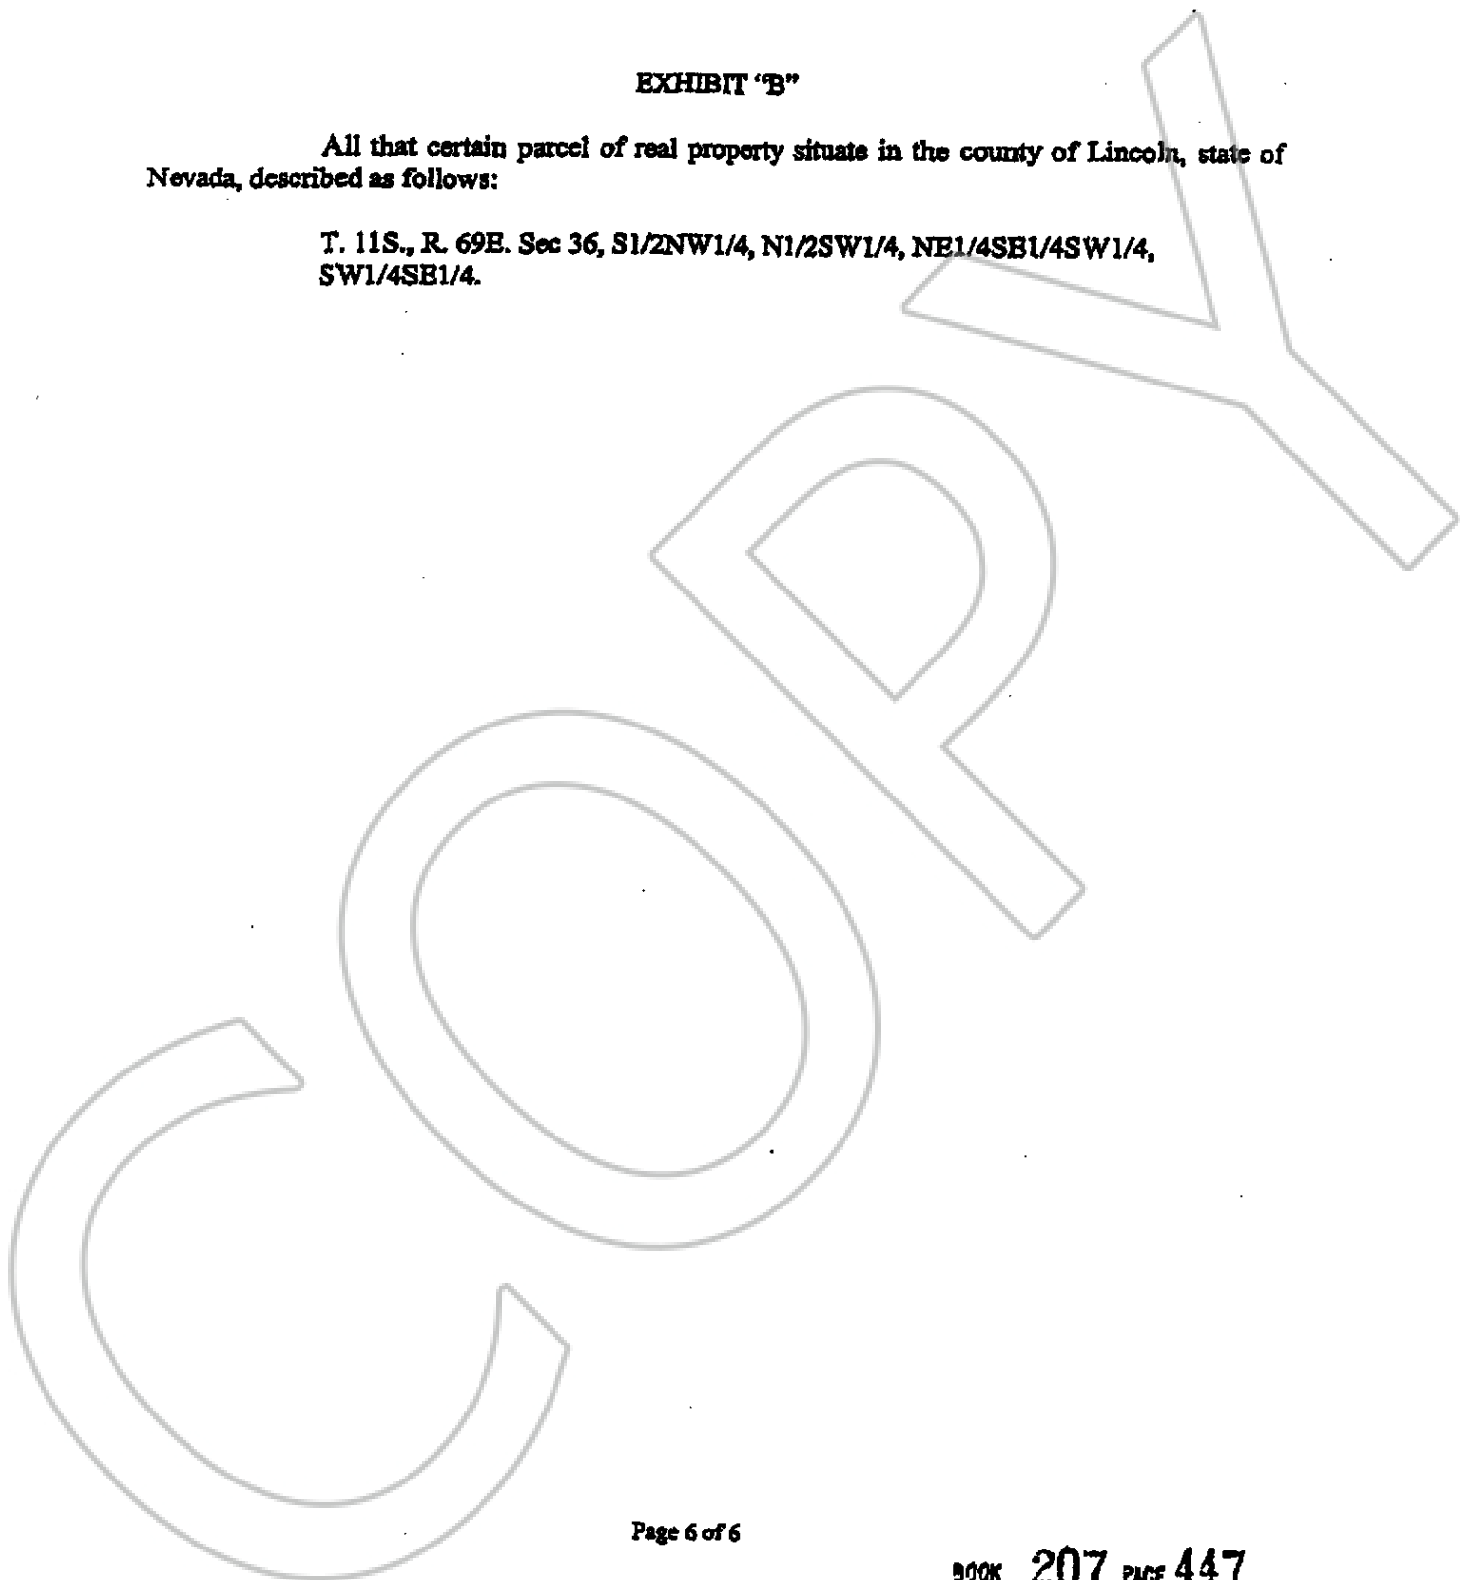 EXHIBIT “B”
All that certain parcel of real property situate in the county of Lincoln, state of
Nevada, described as follows:
T. 11S., R. 69E. Sec 36, S1/2NW1/4, N1/2SW1/4, NE1/4SE1/4SW1/4,
SW1/4SE1/4.
COPY
Page 6 of 6
BOOK 207 PAGE 447